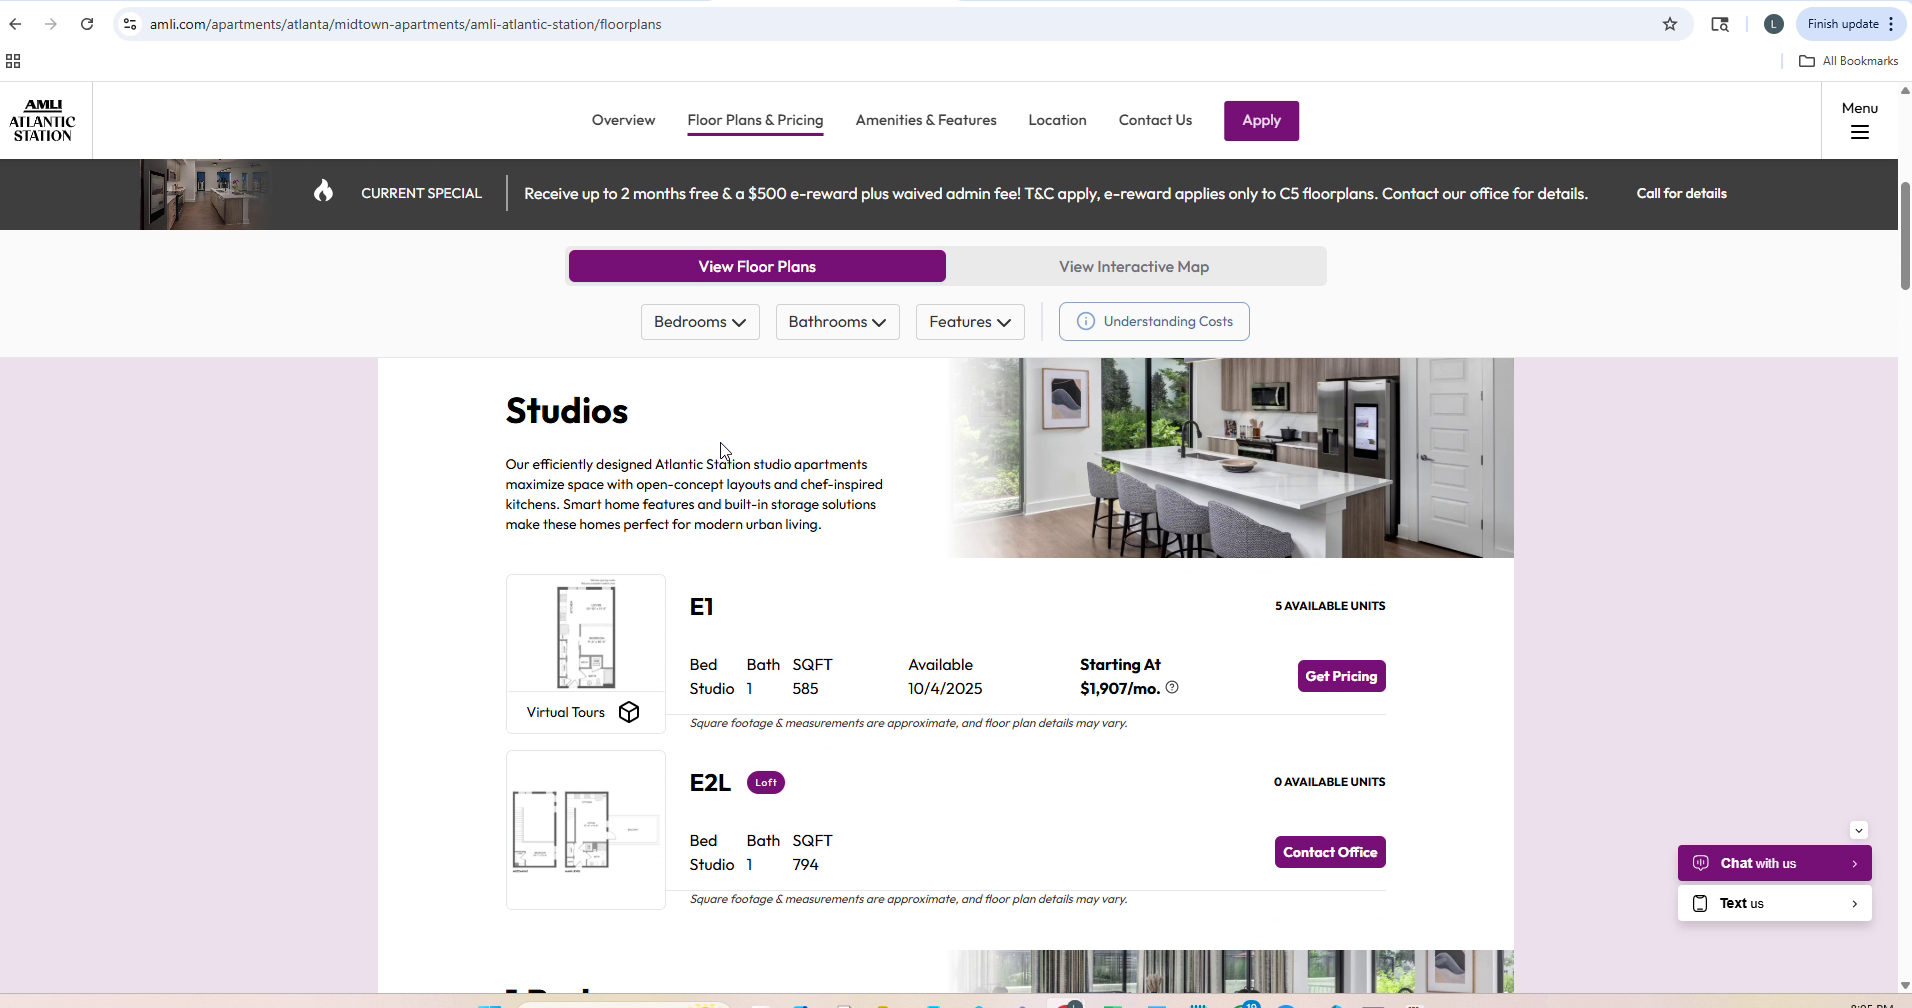 amli.com/apartments/atlanta/midtown-apartments/amli-atlantic-station/floorplans
L
Finish update
All Bookmarks
AMLI
ATLANTIC
STATION
Overview
Floor Plans & Pricing
Amenities & Features
Location
Contact Us
Apply
Menu
CURRENT SPECIAL
Receive up to 2 months free & a $500 e-reward plus waived admin fee! T&C apply, e-reward applies only to C5 floorplans. Contact our office for details.
Call for details
View Floor Plans
View Interactive Map
Bedrooms
Bathrooms
Features
Understanding Costs
Studios
Our efficiently designed Atlantic Station studio apartments
maximize space with open-concept layouts and chef-inspired
kitchens. Smart home features and built-in storage solutions
make these homes perfect for modern urban living.
E1
5 AVAILABLE UNITS
Bed Bath SQFT Available Starting At
Studio 1 585 10/4/2025 $1,907/mo.
Get Pricing
Virtual Tours
Square footage & measurements are approximate, and floor plan details may vary.
E2L
Loft
0 AVAILABLE UNITS
Bed Bath SQFT
Studio 1 794
Contact Office
Square footage & measurements are approximate, and floor plan details may vary.
Chat with us
Text us